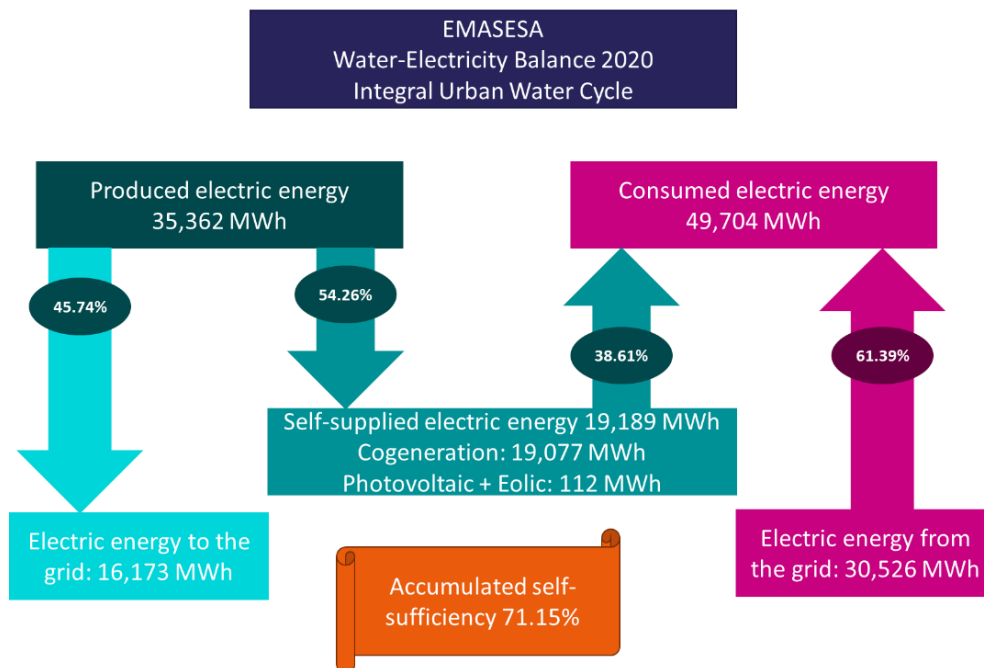 EMASESA
Water-Electricity Balance 2020
Integral Urban Water Cycle
Produced electric energy
35,362 MWh
Consumed electric energy
49,704 MWh
45.74%
54.26%
38.61%
61.39%
Self-supplied electric energy 19,189 MWh
Cogeneration: 19,077 MWh
Photovoltaic + Eolic: 112 MWh
Electric energy to the
grid: 16,173 MWh
Electric energy from
the grid: 30,526 MWh
Accumulated self-
sufficiency 71.15%